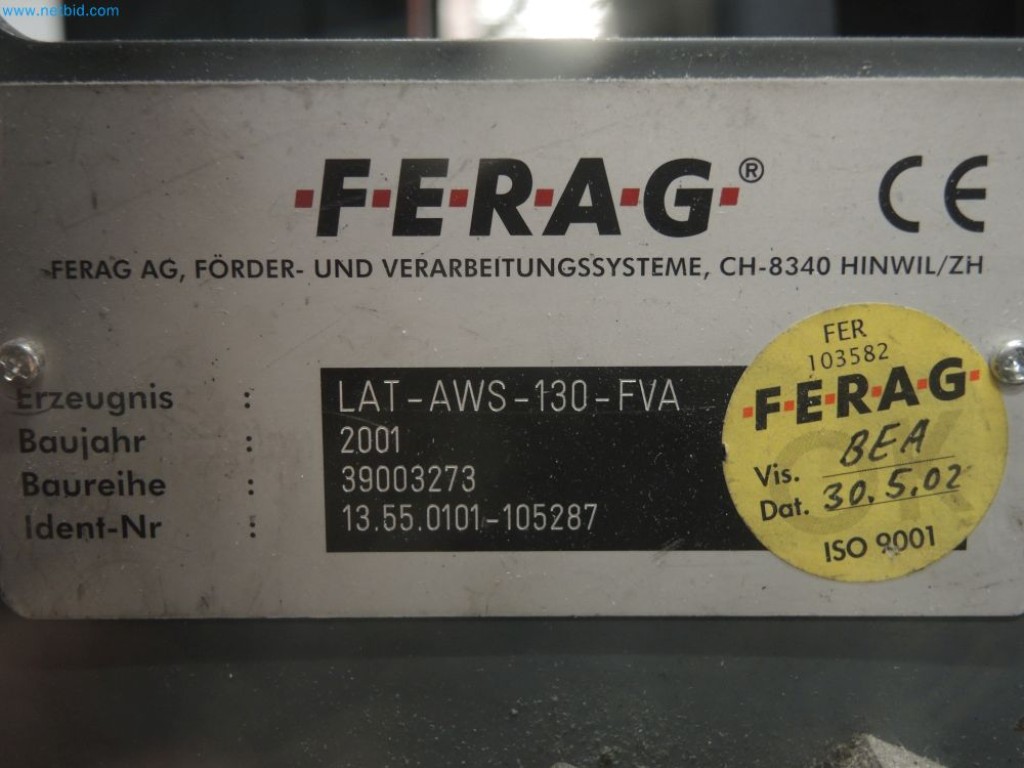 www.netbid.com
F·E·R·A·G® CE
FERAG AG, FÖRDER- UND VERARBEITUNGSSYSTEME, CH-8340 HINWIL/ZH
Erzeugnis : LAT-AWS-130-FVA
Baujahr : 2001
Baureihe : 39003273
Ident-Nr : 13.55.0101-105287
FER
103582
F·E·R·A·G
OK
Vis. BEA
Dat. 30.5.02
ISO 9001